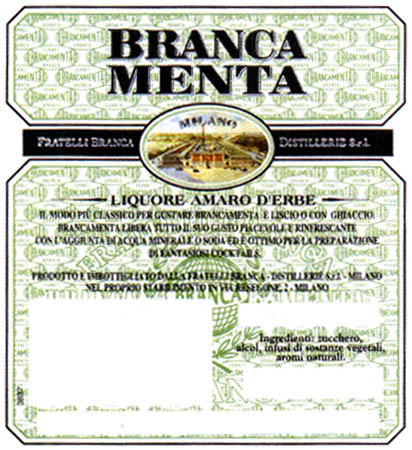 BRANCA
MENTA
MILANO
FRATELLI BRANCA DISTILLERIE S.r.l.
LIQUORE AMARO D'ERBE
IL MODO PIÙ CLASSICO PER GUSTARE BRANCAMENTA È LISCIO O CON GHIACCIO.
BRANCAMENTA LIBERA TUTTO IL SUO GUSTO PIACEVOLE E RINFRESCANTE
CON L'AGGIUNTA DI ACQUA MINERALE O SODA ED È OTTIMO PER LA PREPARAZIONE
DI FANTASIOSI COCKTAILS.
PRODOTTO E IMBOTTIGLIATO DALLA FRATELLI BRANCA - DISTILLERIE S.r.l. - MILANO
NEL PROPRIO STABILIMENTO IN VIA RESEGONE, 2 - MILANO
Ingredienti: zucchero,
alcol, infusi di sostanze vegetali,
aromi naturali.